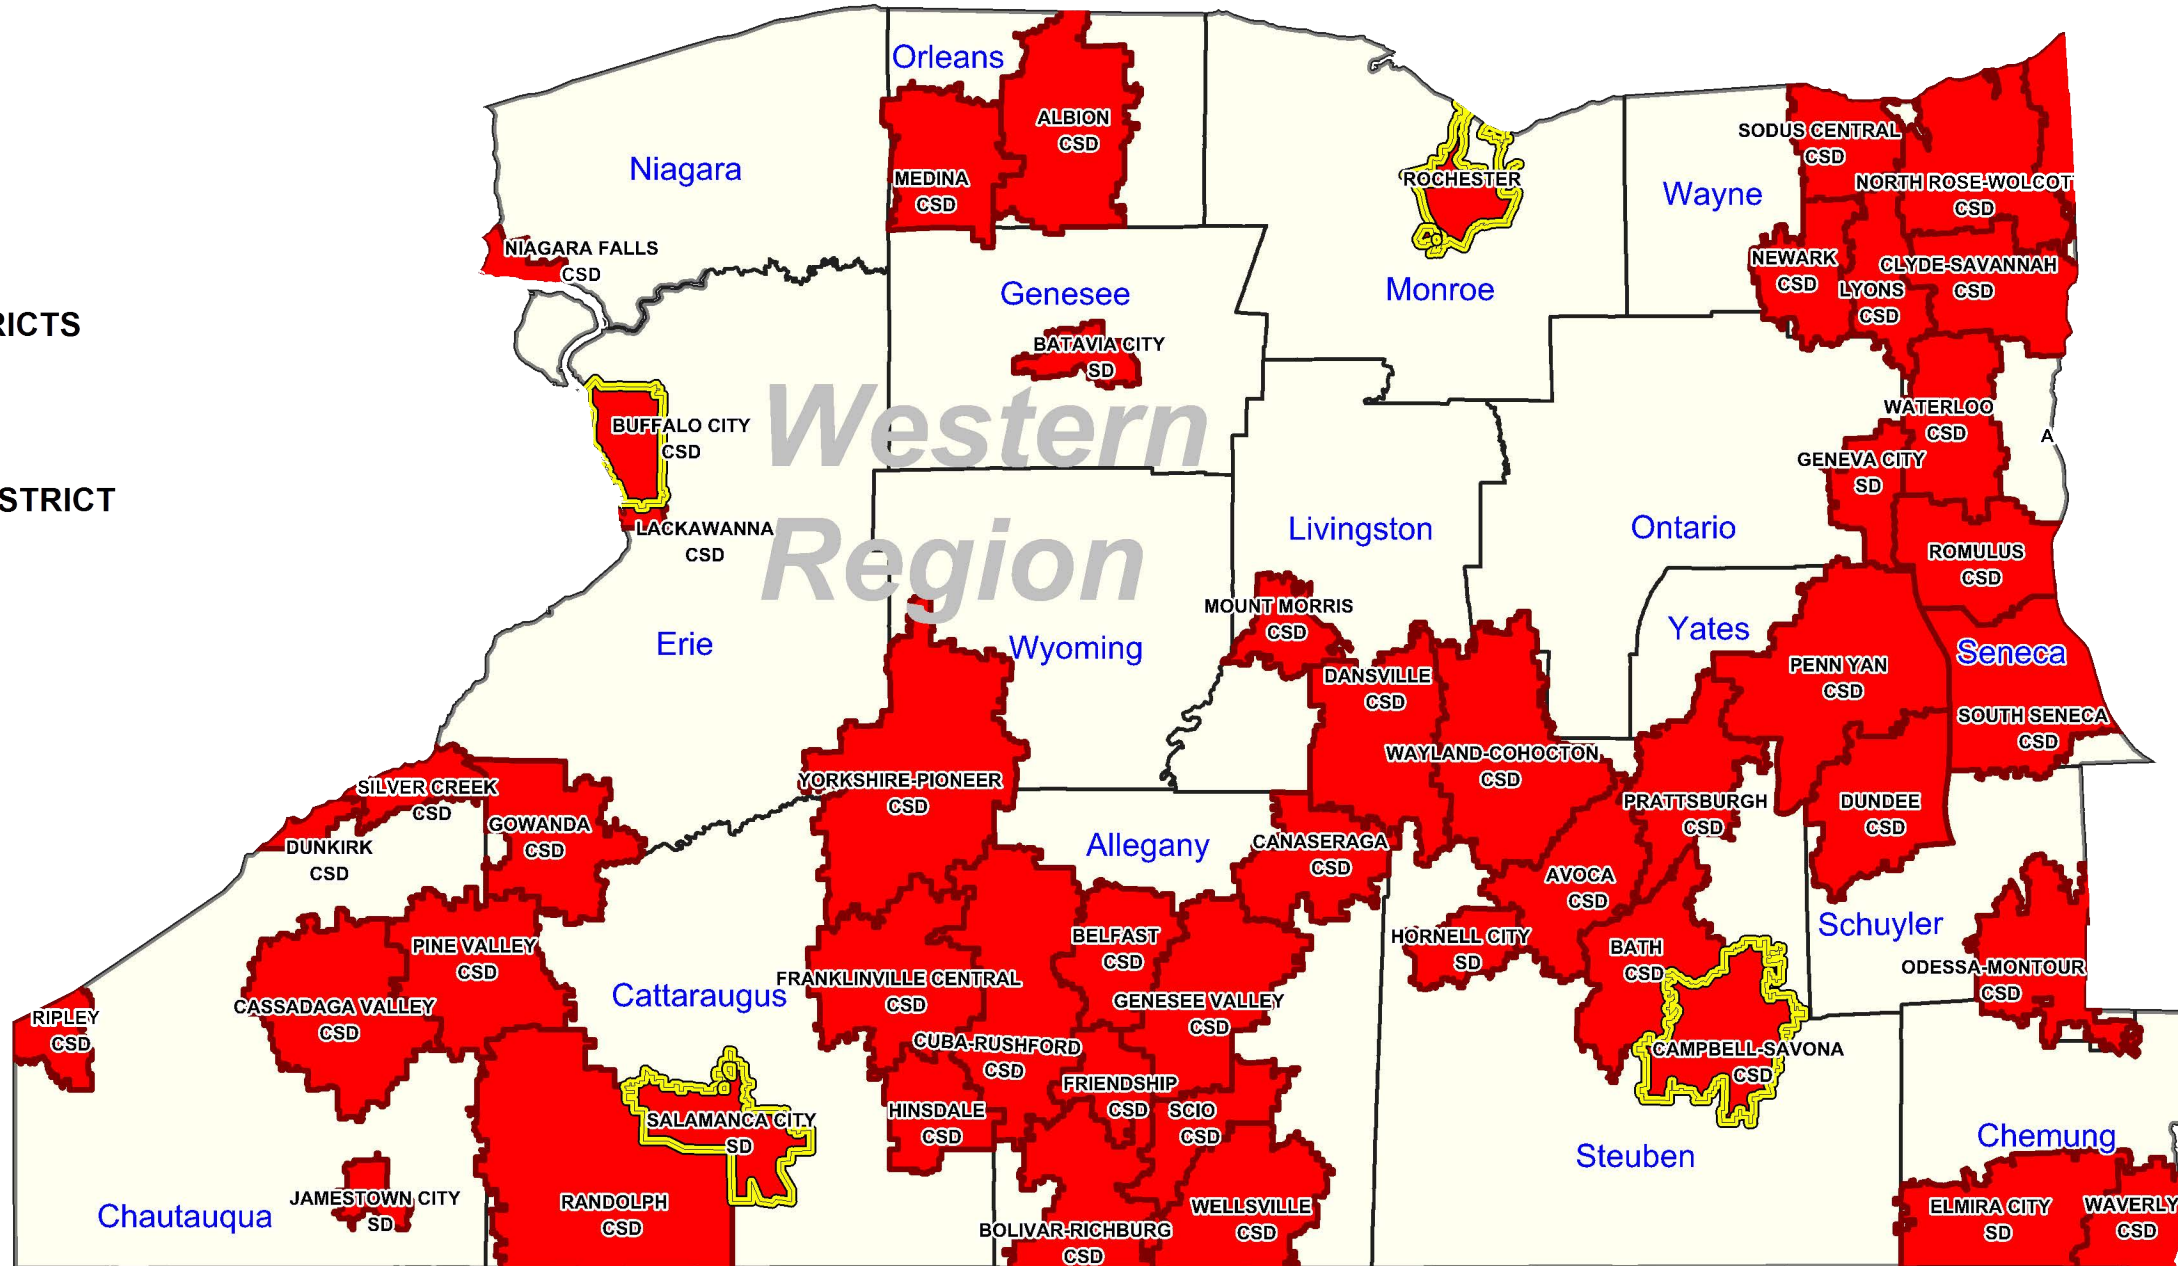 Orleans
ALBION
CSD
SODUS CENTRAL
CSD
Niagara
MEDINA
CSD
ROCHESTER
Wayne
NORTH ROSE-WOLCOT
CSD
NIAGARA FALLS
CSD
NEWARK
CSD
CLYDE-SAVANNAH
CSD
LYONS
CSD
Genesee
Monroe
RICTS
BATAVIA CITY
SD
Western
Region
BUFFALO CITY
CSD
WATERLOO
CSD
A
GENEVA CITY
SD
STRICT
LACKAWANNA
CSD
Livingston
Ontario
ROMULUS
CSD
MOUNT MORRIS
CSD
Erie
Wyoming
Yates
Seneca
PENN YAN
CSD
DANSVILLE
CSD
SOUTH SENECA
CSD
WAYLAND-COHOCTON
CSD
YORKSHIRE-PIONEER
CSD
SILVER CREEK
CSD
PRATTSBURGH
CSD
DUNDEE
CSD
GOWANDA
CSD
DUNKIRK
CSD
Allegany
CANASERAGA
CSD
AVOCA
CSD
Schuyler
HORNELL CITY
SD
BATH
CSD
BELFAST
CSD
PINE VALLEY
CSD
ODESSA-MONTOUR
CSD
FRANKLINVILLE CENTRAL
CSD
Cattaraugus
CASSADAGA VALLEY
CSD
GENESEE VALLEY
CSD
RIPLEY
CSD
CUBA-RUSHFORD
CSD
CAMPBELL-SAVONA
CSD
FRIENDSHIP
CSD
HINSDALE
CSD
SCIO
CSD
SALAMANCA CITY
SD
Steuben
Chemung
JAMESTOWN CITY
SD
Chautauqua
RANDOLPH
CSD
WELLSVILLE
CSD
BOLIVAR-RICHBURG
CSD
ELMIRA CITY
SD
WAVERLY
CSD